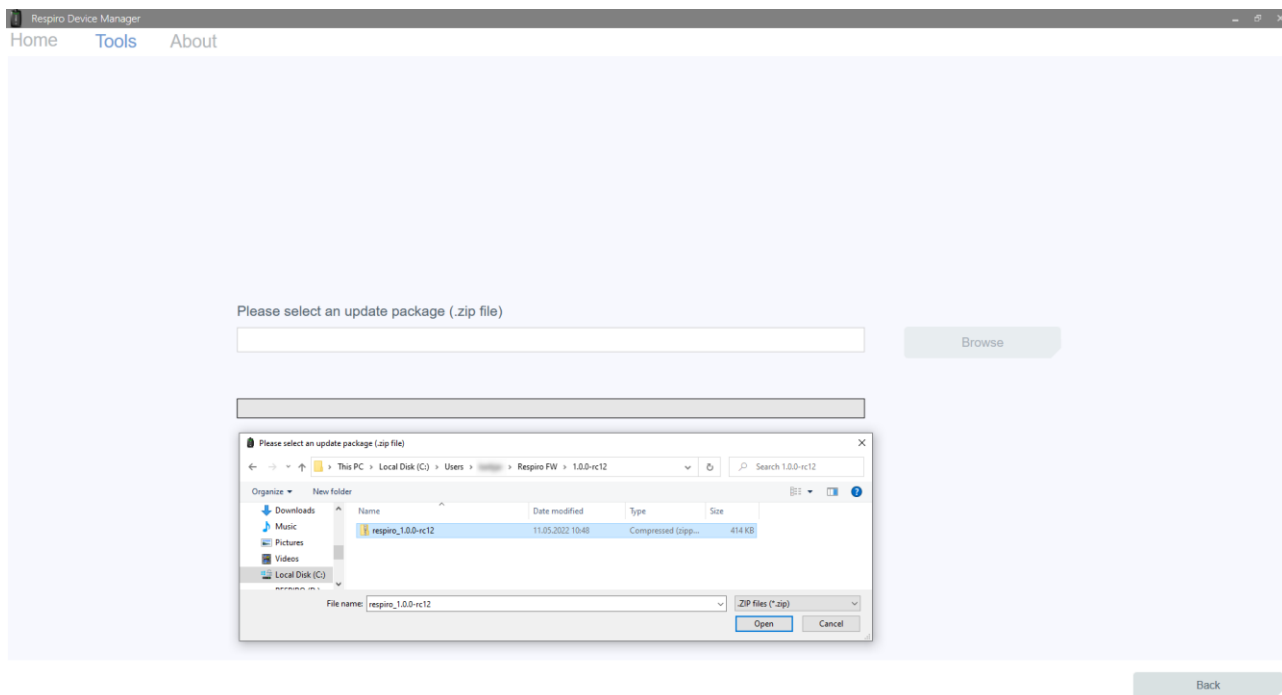 Respiro Device Manager
Home Tools About
Please select an update package (.zip file)
Browse
Please select an update package (.zip file)
This PC > Local Disk (C:) > Users > > Respiro FW > 1.0.0-rc12 Search 1.0.0-rc12
Organize New folder
Downloads Name Date modified Type Size
Music respiro_1.0.0-rc12 11.05.2022 10:48 Compressed (zipp... 414 KB
Pictures
Videos
Local Disk (C:)
File name: respiro_1.0.0-rc12 .ZIP files (*.zip)
Open Cancel
Back